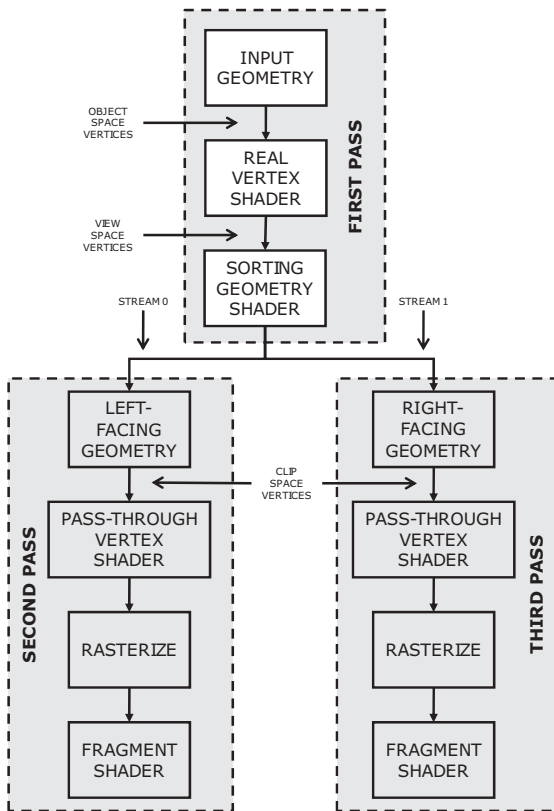 INPUT
GEOMETRY
OBJECT
SPACE
VERTICES
REAL
VERTEX
SHADER
FIRST PASS
VIEW
SPACE
VERTICES
SORTING
GEOMETRY
SHADER
STREAM 0
STREAM 1
LEFT-
FACING
GEOMETRY
RIGHT-
FACING
GEOMETRY
CLIP
SPACE
VERTICES
PASS-THROUGH
VERTEX
SHADER
PASS-THROUGH
VERTEX
SHADER
SECOND PASS
THIRD PASS
RASTERIZE
RASTERIZE
FRAGMENT
SHADER
FRAGMENT
SHADER